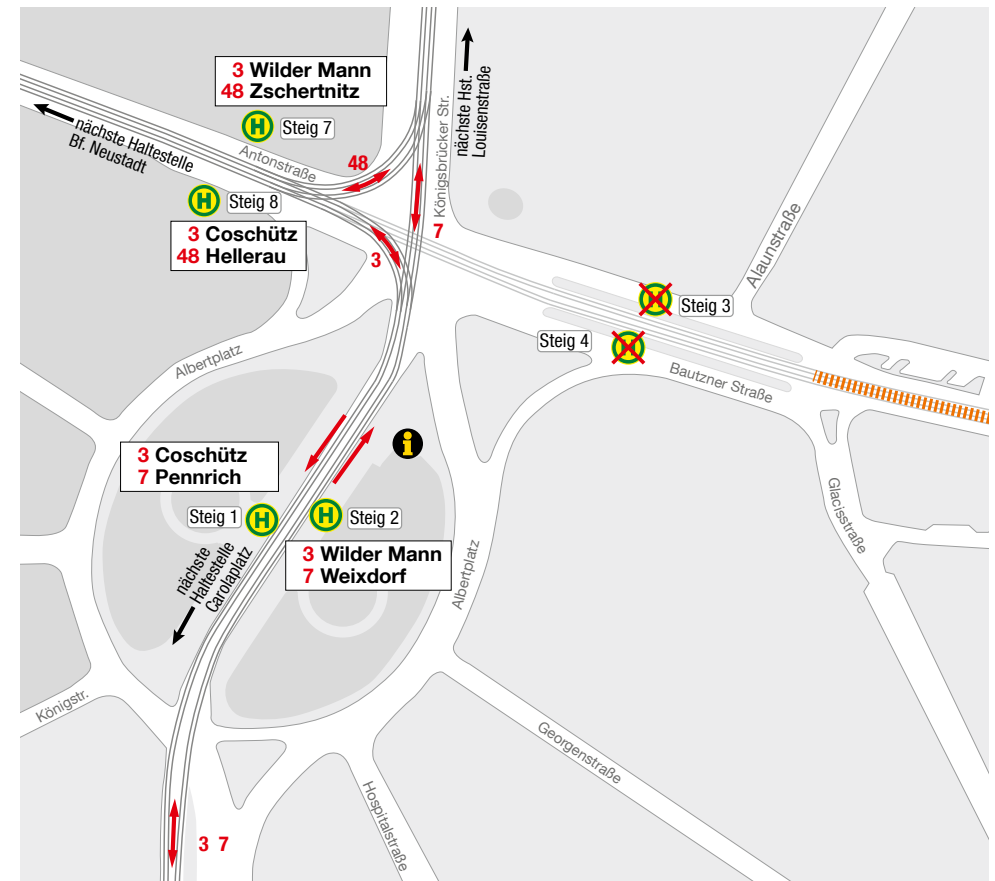 3 Wilder Mann
48 Zschertnitz
H
Steig 7
nächste Haltestelle
Bf. Neustadt
Antonstraße
48
Königsbrücker Str.
nächste Hst.
Louisenstraße
H
Steig 8
3 Coschütz
48 Hellerau
3
7
Alaunstraße
H
Steig 3
Steig 4
H
Bautzner Straße
Albertplatz
i
3 Coschütz
7 Pennrich
Steig 1
H
H
Steig 2
3 Wilder Mann
7 Weixdorf
nächste
Haltestelle
Carolaplatz
Albertplatz
Glacisstraße
Königstr.
Georgenstraße
Hospitalstraße
3 7